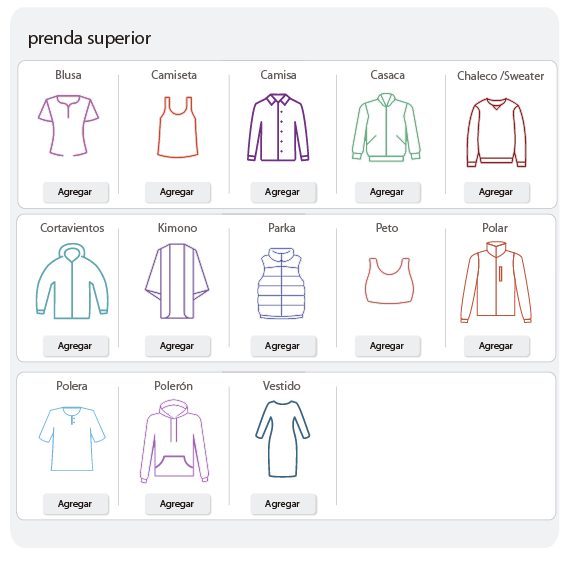 prenda superior
Blusa
Camiseta
Camisa
Casaca
Chaleco /Sweater
Agregar
Agregar
Agregar
Agregar
Agregar
Cortavientos
Kimono
Parka
Peto
Polar
Agregar
Agregar
Agregar
Agregar
Agregar
Polera
Polerón
Vestido
Agregar
Agregar
Agregar